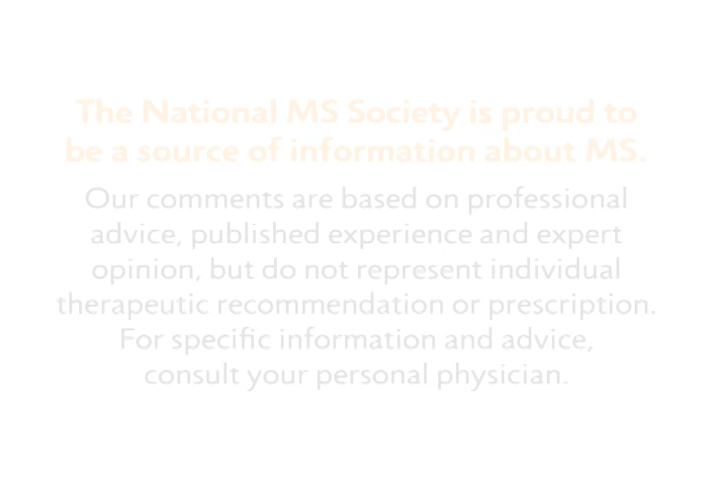 The National MS Society is proud to
be a source of information about MS.
Our comments are based on professional
advice, published experience and expert
opinion, but do not represent individual
therapeutic recommendation or prescription.
For specific information and advice,
consult your personal physician.